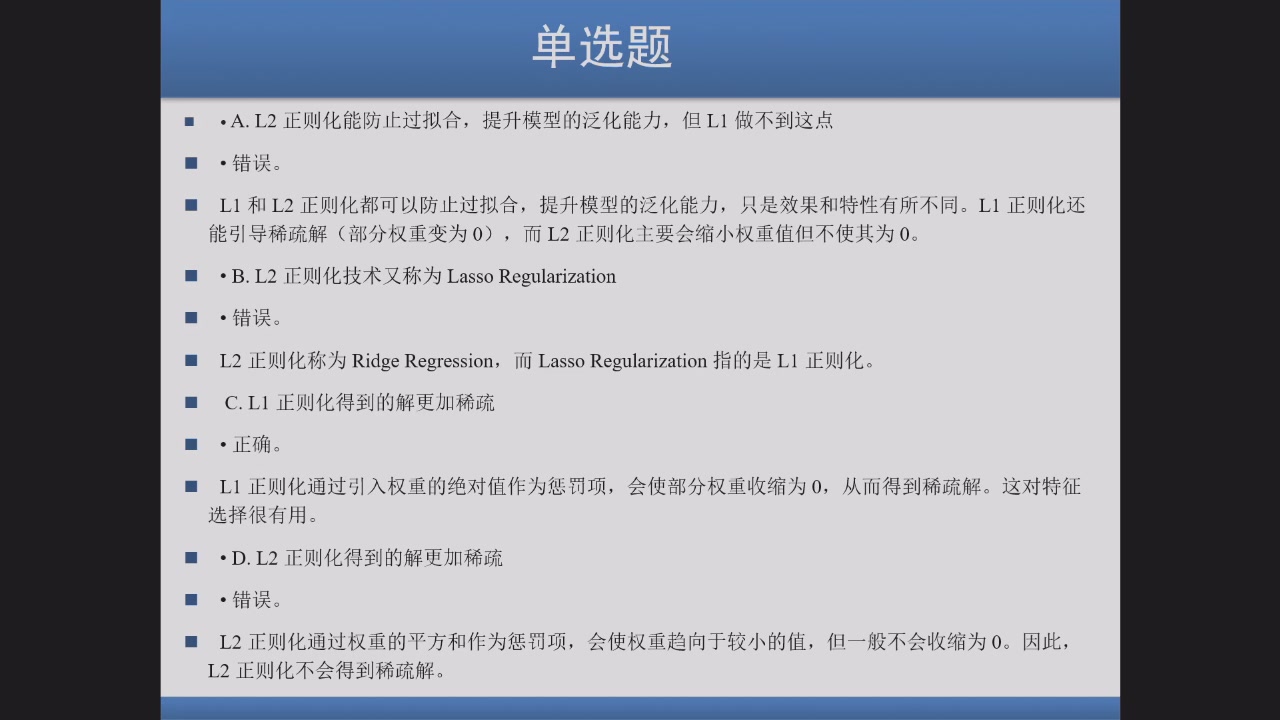 单选题
• A. L2 正则化能防止过拟合，提升模型的泛化能力，但 L1 做不到这点
• 错误。
L1 和 L2 正则化都可以防止过拟合，提升模型的泛化能力，只是效果和特性有所不同。L1 正则化还
能引导稀疏解（部分权重变为 0），而 L2 正则化主要会缩小权重值但不使其为 0。
• B. L2 正则化技术又称为 Lasso Regularization
• 错误。
L2 正则化称为 Ridge Regression，而 Lasso Regularization 指的是 L1 正则化。
C. L1 正则化得到的解更加稀疏
• 正确。
L1 正则化通过引入权重的绝对值作为惩罚项，会使部分权重收缩为 0，从而得到稀疏解。这对特征
选择很有用。
• D. L2 正则化得到的解更加稀疏
• 错误。
L2 正则化通过权重的平方和作为惩罚项，会使权重趋向于较小的值，但一般不会收缩为 0。因此，
L2 正则化不会得到稀疏解。